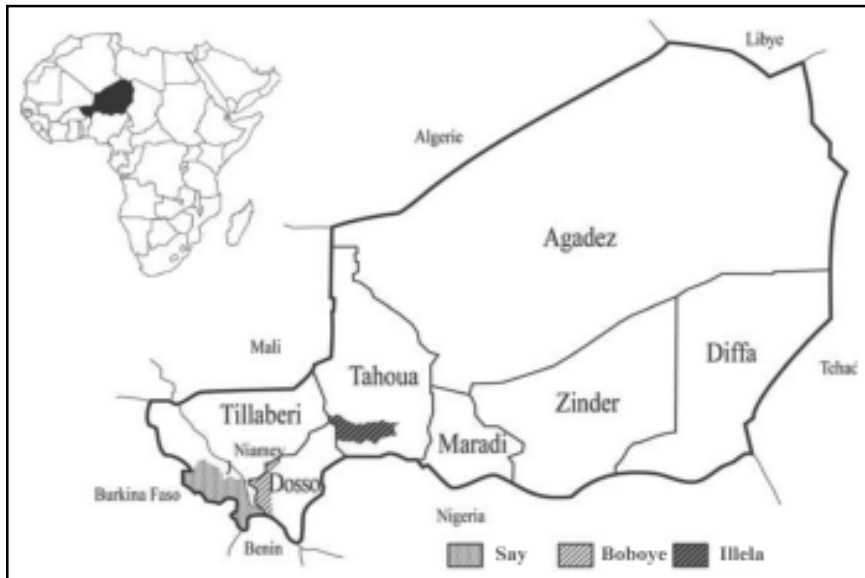 Libye
Algerie
Agadez
Mali
Tahoua
Diffa
Tchad
Zinder
Tillaberi
Maradi
Niamey
Dosso
Burkina Faso
Nigeria
Benin
Say Boboye Illela